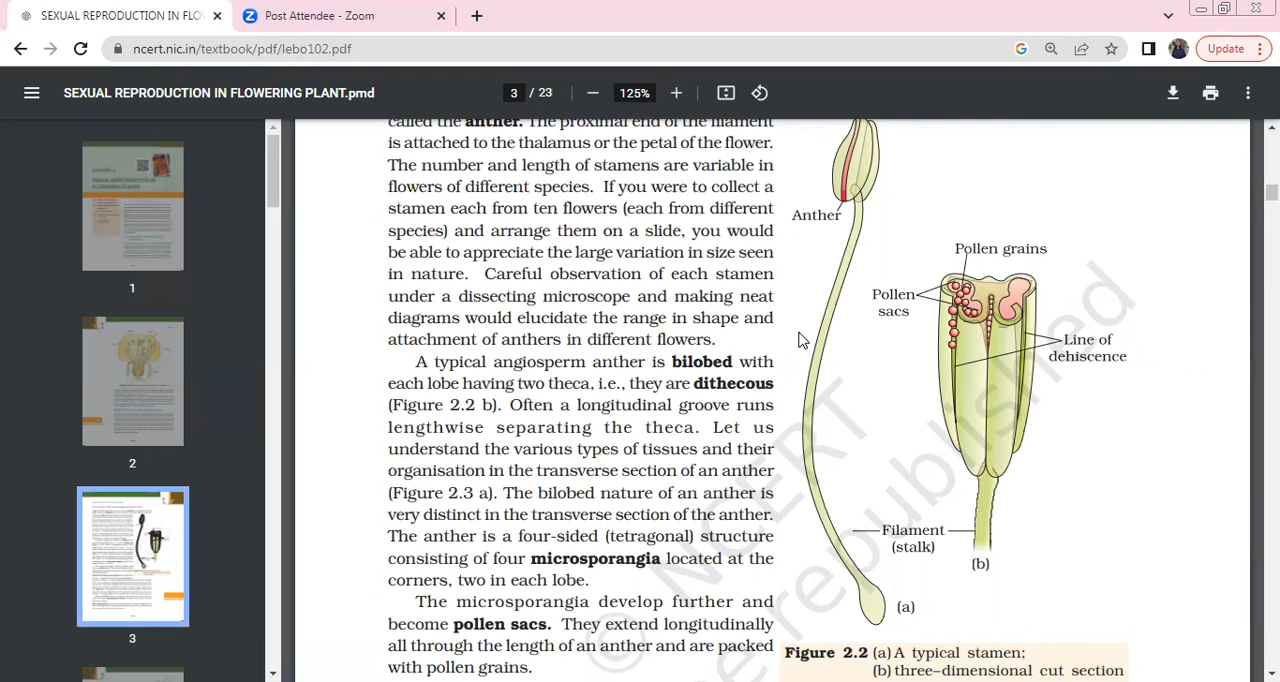 SEXUAL REPRODUCTION IN FLO
Post Attendee - Zoom
ncert.nic.in/textbook/pdf/lebo102.pdf
Update
SEXUAL REPRODUCTION IN FLOWERING PLANT.pmd
3 / 23
125%
1
2
3
called the anther. The proximal end of the filament
is attached to the thalamus or the petal of the flower.
The number and length of stamens are variable in
flowers of different species. If you were to collect a
stamen each from ten flowers (each from different
species) and arrange them on a slide, you would
be able to appreciate the large variation in size seen
in nature. Careful observation of each stamen
under a dissecting microscope and making neat
diagrams would elucidate the range in shape and
attachment of anthers in different flowers.
A typical angiosperm anther is bilobed with
each lobe having two theca, i.e., they are dithecous
(Figure 2.2 b). Often a longitudinal groove runs
lengthwise separating the theca. Let us
understand the various types of tissues and their
organisation in the transverse section of an anther
(Figure 2.3 a). The bilobed nature of an anther is
very distinct in the transverse section of the anther.
The anther is a four-sided (tetragonal) structure
consisting of four microsporangia located at the
corners, two in each lobe.
The microsporangia develop further and
become pollen sacs. They extend longitudinally
all through the length of an anther and are packed
with pollen grains.
Anther
Pollen grains
Pollen
sacs
Line of
dehiscence
Filament
(stalk)
(b)
(a)
Figure 2.2 (a) A typical stamen;
(b) three–dimensional cut section
© NCERT
be republished